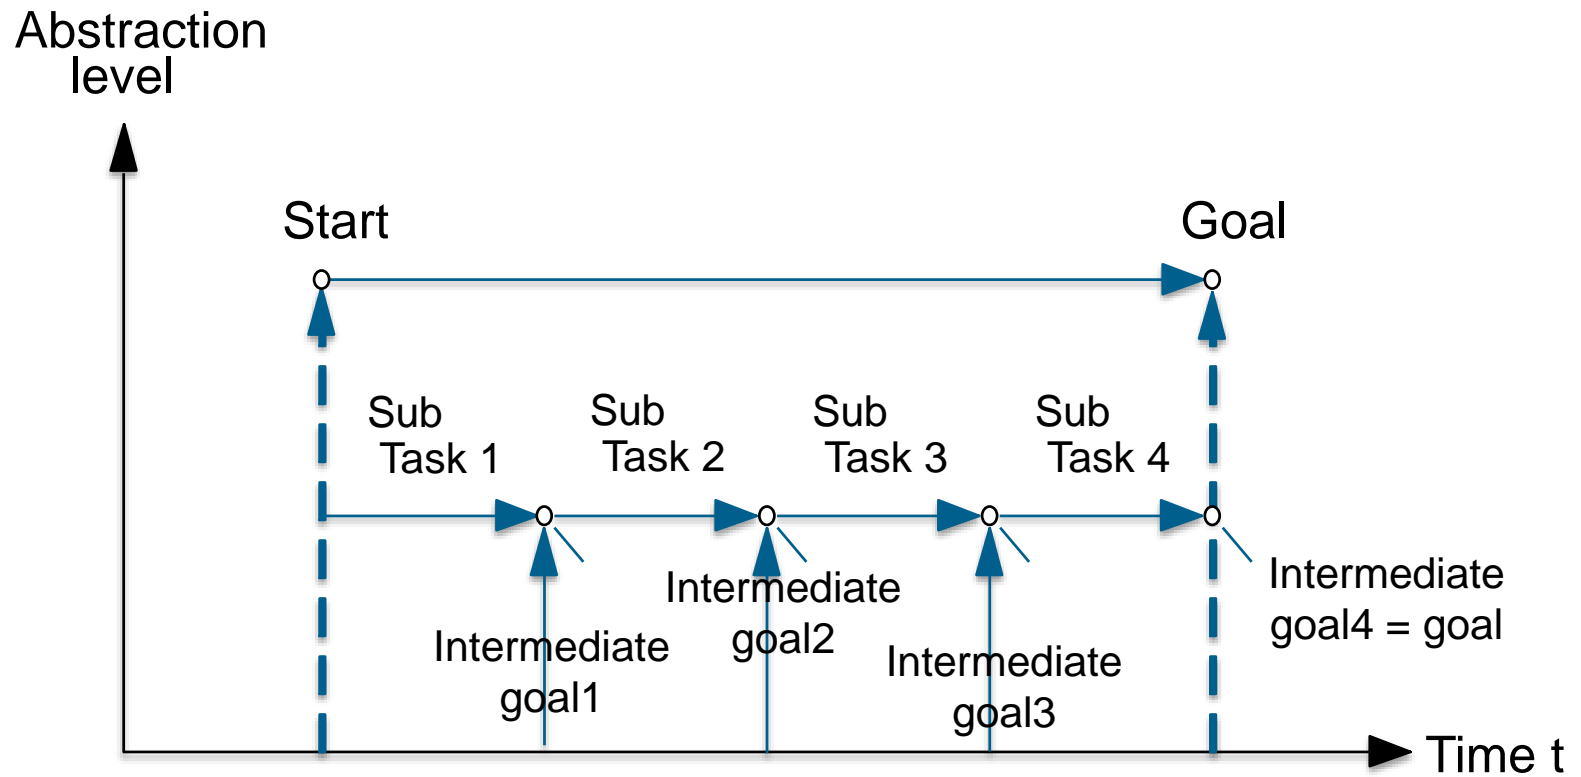 Abstraction
level
Start
Goal
Sub
Task 1
Sub
Task 2
Sub
Task 3
Sub
Task 4
Intermediate
goal1
Intermediate
goal2
Intermediate
goal3
Intermediate
goal4 = goal
Time t